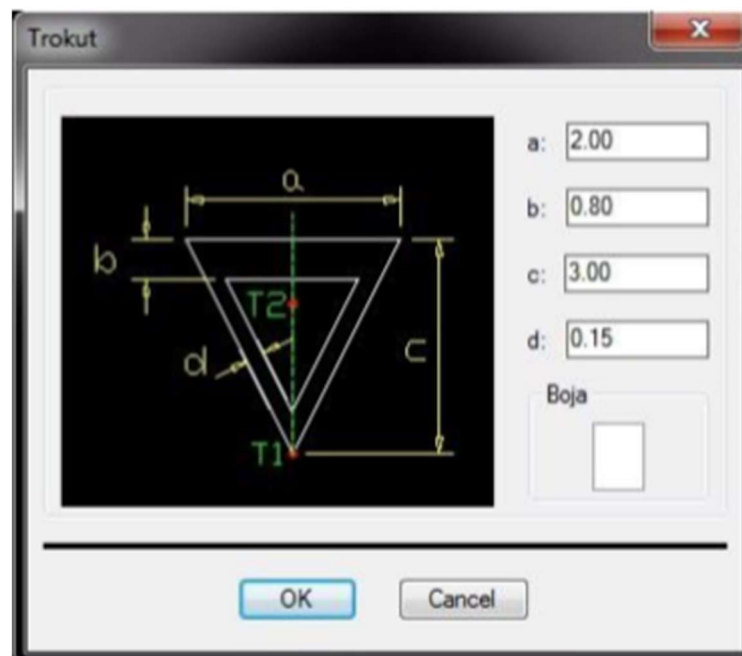 Trokut
a
b
T2
d
c
T1
a: 2.00
b: 0.80
c: 3.00
d: 0.15
Boja
OK Cancel